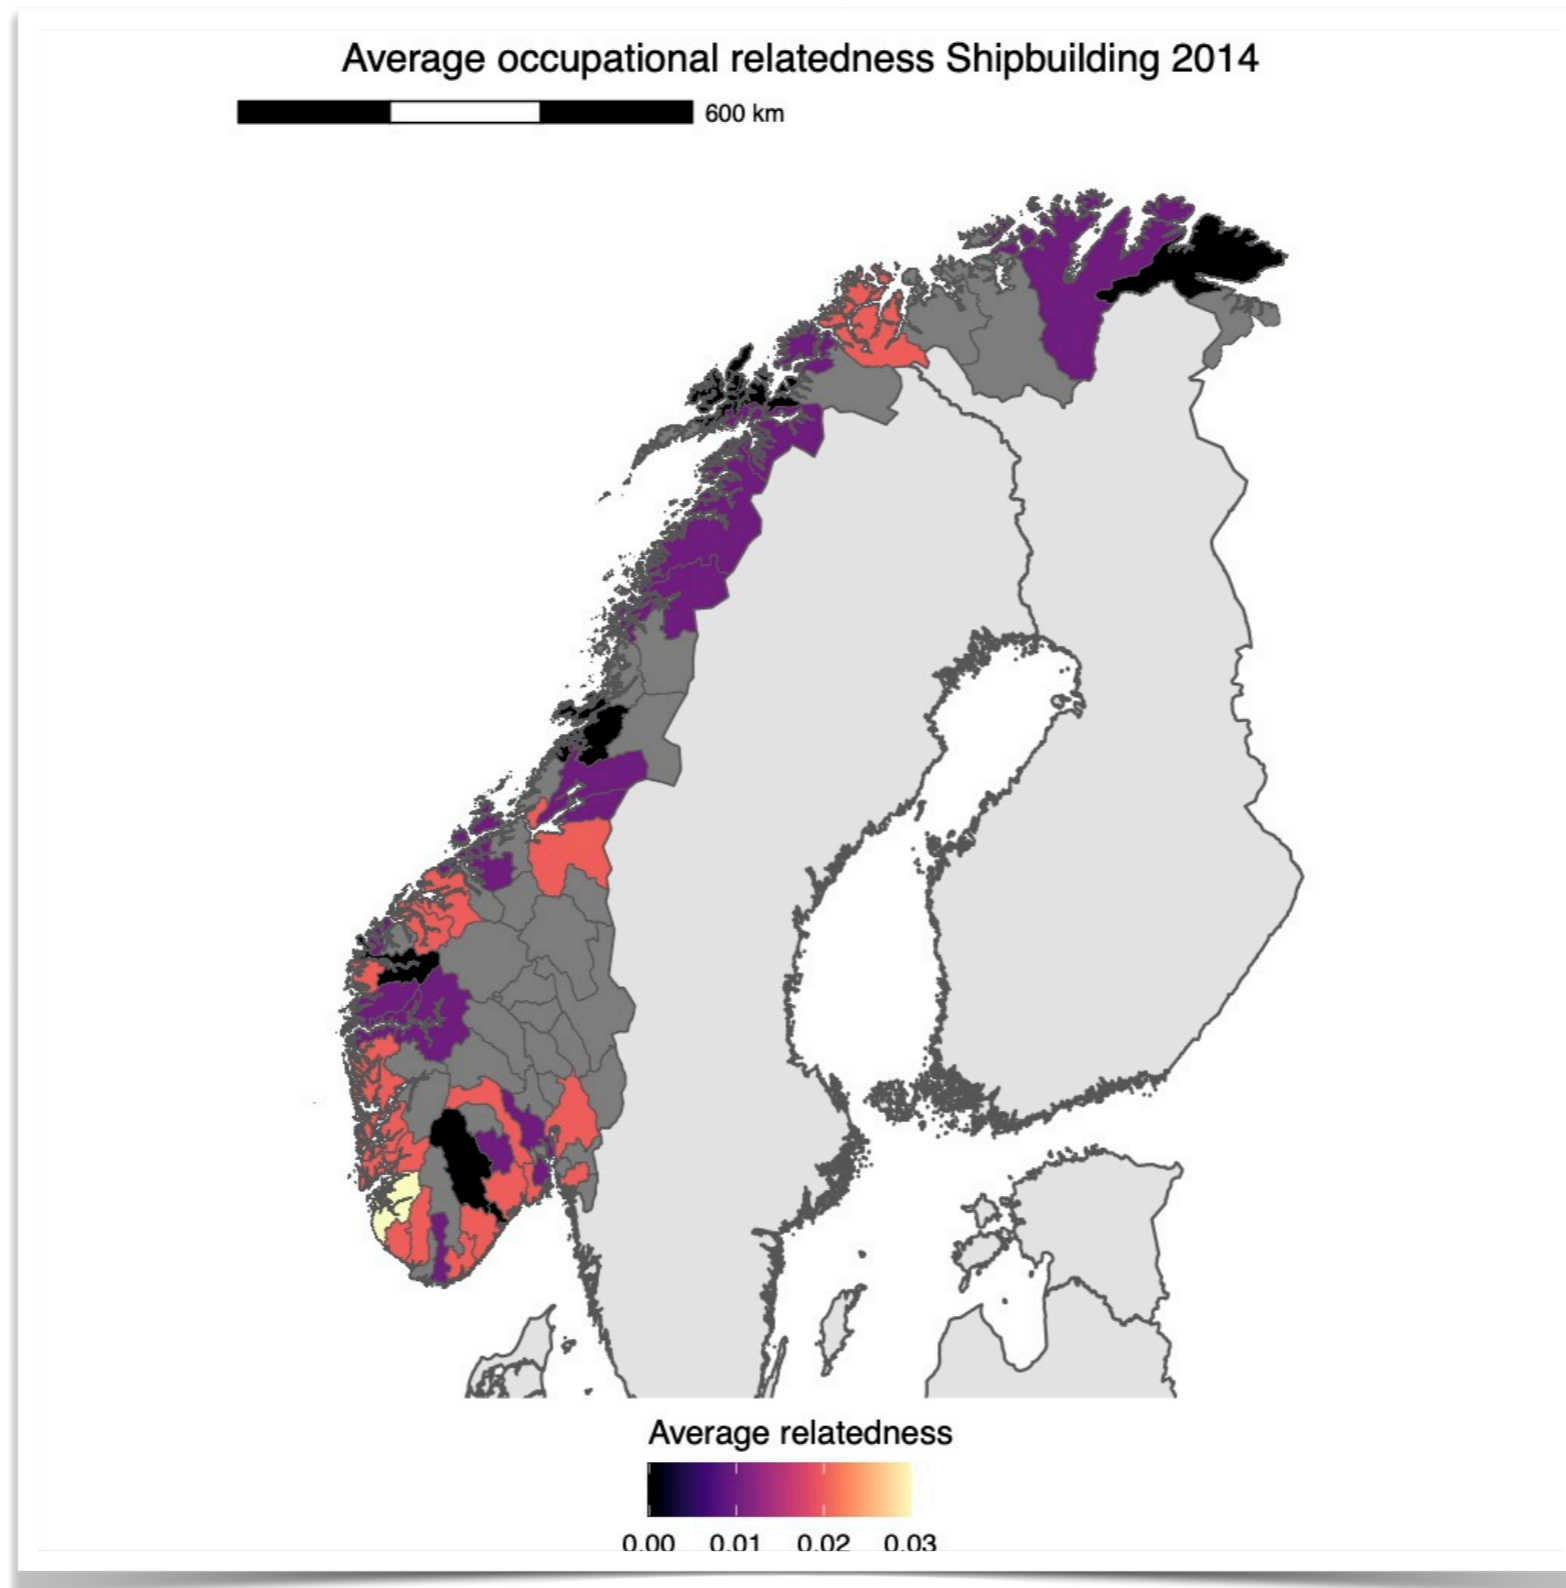 Average occupational relatedness Shipbuilding 2014
600 km
Average relatedness
0.00 0.01 0.02 0.03